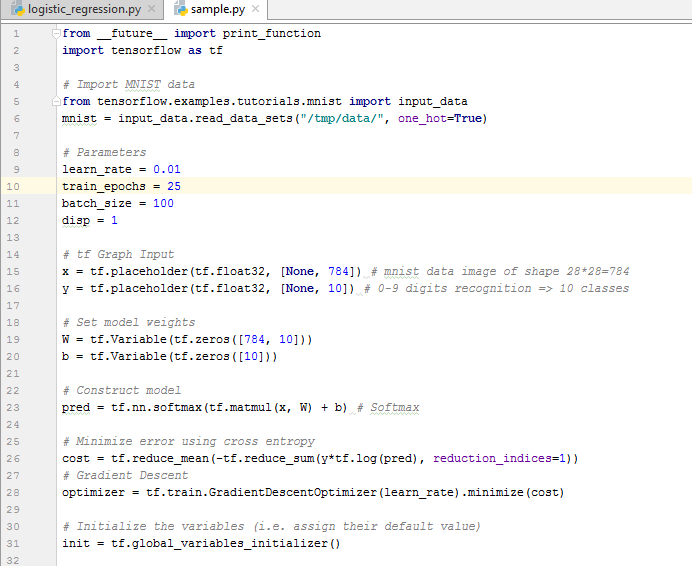 logistic_regression.py sample.py
1 from __future__ import print_function
2 import tensorflow as tf
3
4 # Import MNIST data
5 from tensorflow.examples.tutorials.mnist import input_data
6 mnist = input_data.read_data_sets("/tmp/data/", one_hot=True)
7
8 # Parameters
9 learn_rate = 0.01
10 train_epochs = 25
11 batch_size = 100
12 disp = 1
13
14 # tf Graph Input
15 x = tf.placeholder(tf.float32, [None, 784]) # mnist data image of shape 28*28=784
16 y = tf.placeholder(tf.float32, [None, 10]) # 0-9 digits recognition => 10 classes
17
18 # Set model weights
19 W = tf.Variable(tf.zeros([784, 10]))
20 b = tf.Variable(tf.zeros([10]))
21
22 # Construct model
23 pred = tf.nn.softmax(tf.matmul(x, W) + b) # Softmax
24
25 # Minimize error using cross entropy
26 cost = tf.reduce_mean(-tf.reduce_sum(y*tf.log(pred), reduction_indices=1))
27 # Gradient Descent
28 optimizer = tf.train.GradientDescentOptimizer(learn_rate).minimize(cost)
29
30 # Initialize the variables (i.e. assign their default value)
31 init = tf.global_variables_initializer()
32